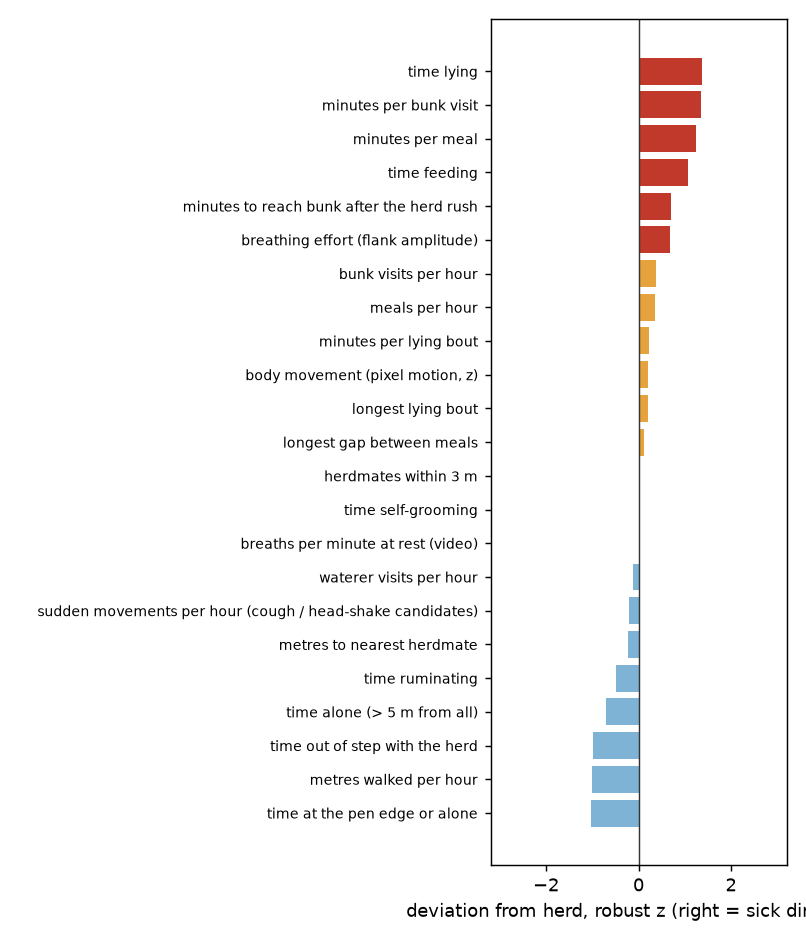 time lying
minutes per bunk visit
minutes per meal
time feeding
minutes to reach bunk after the herd rush
breathing effort (flank amplitude)
bunk visits per hour
meals per hour
minutes per lying bout
body movement (pixel motion, z)
longest lying bout
longest gap between meals
herdmates within 3 m
time self-grooming
breaths per minute at rest (video)
waterer visits per hour
sudden movements per hour (cough / head-shake candidates)
metres to nearest herdmate
time ruminating
time alone (> 5 m from all)
time out of step with the herd
metres walked per hour
time at the pen edge or alone
−2 0 2
deviation from herd, robust z (right = sick